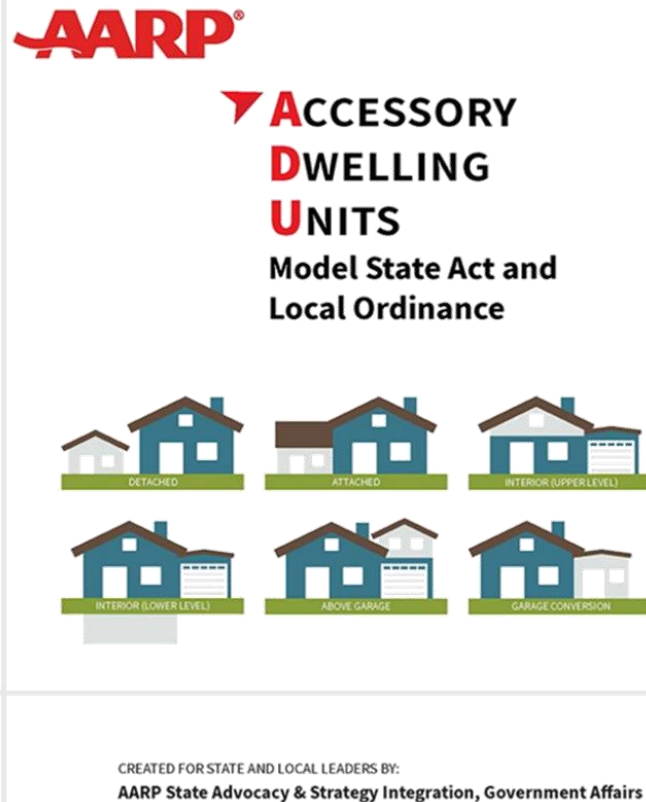 AARP®
ACCESSORY
DWELLING
UNITS
Model State Act and
Local Ordinance
DETACHED
ATTACHED
INTERIOR (UPPER LEVEL)
INTERIOR (LOWER LEVEL)
ABOVE GARAGE
GARAGE CONVERSION
CREATED FOR STATE AND LOCAL LEADERS BY:
AARP State Advocacy & Strategy Integration, Government Affairs